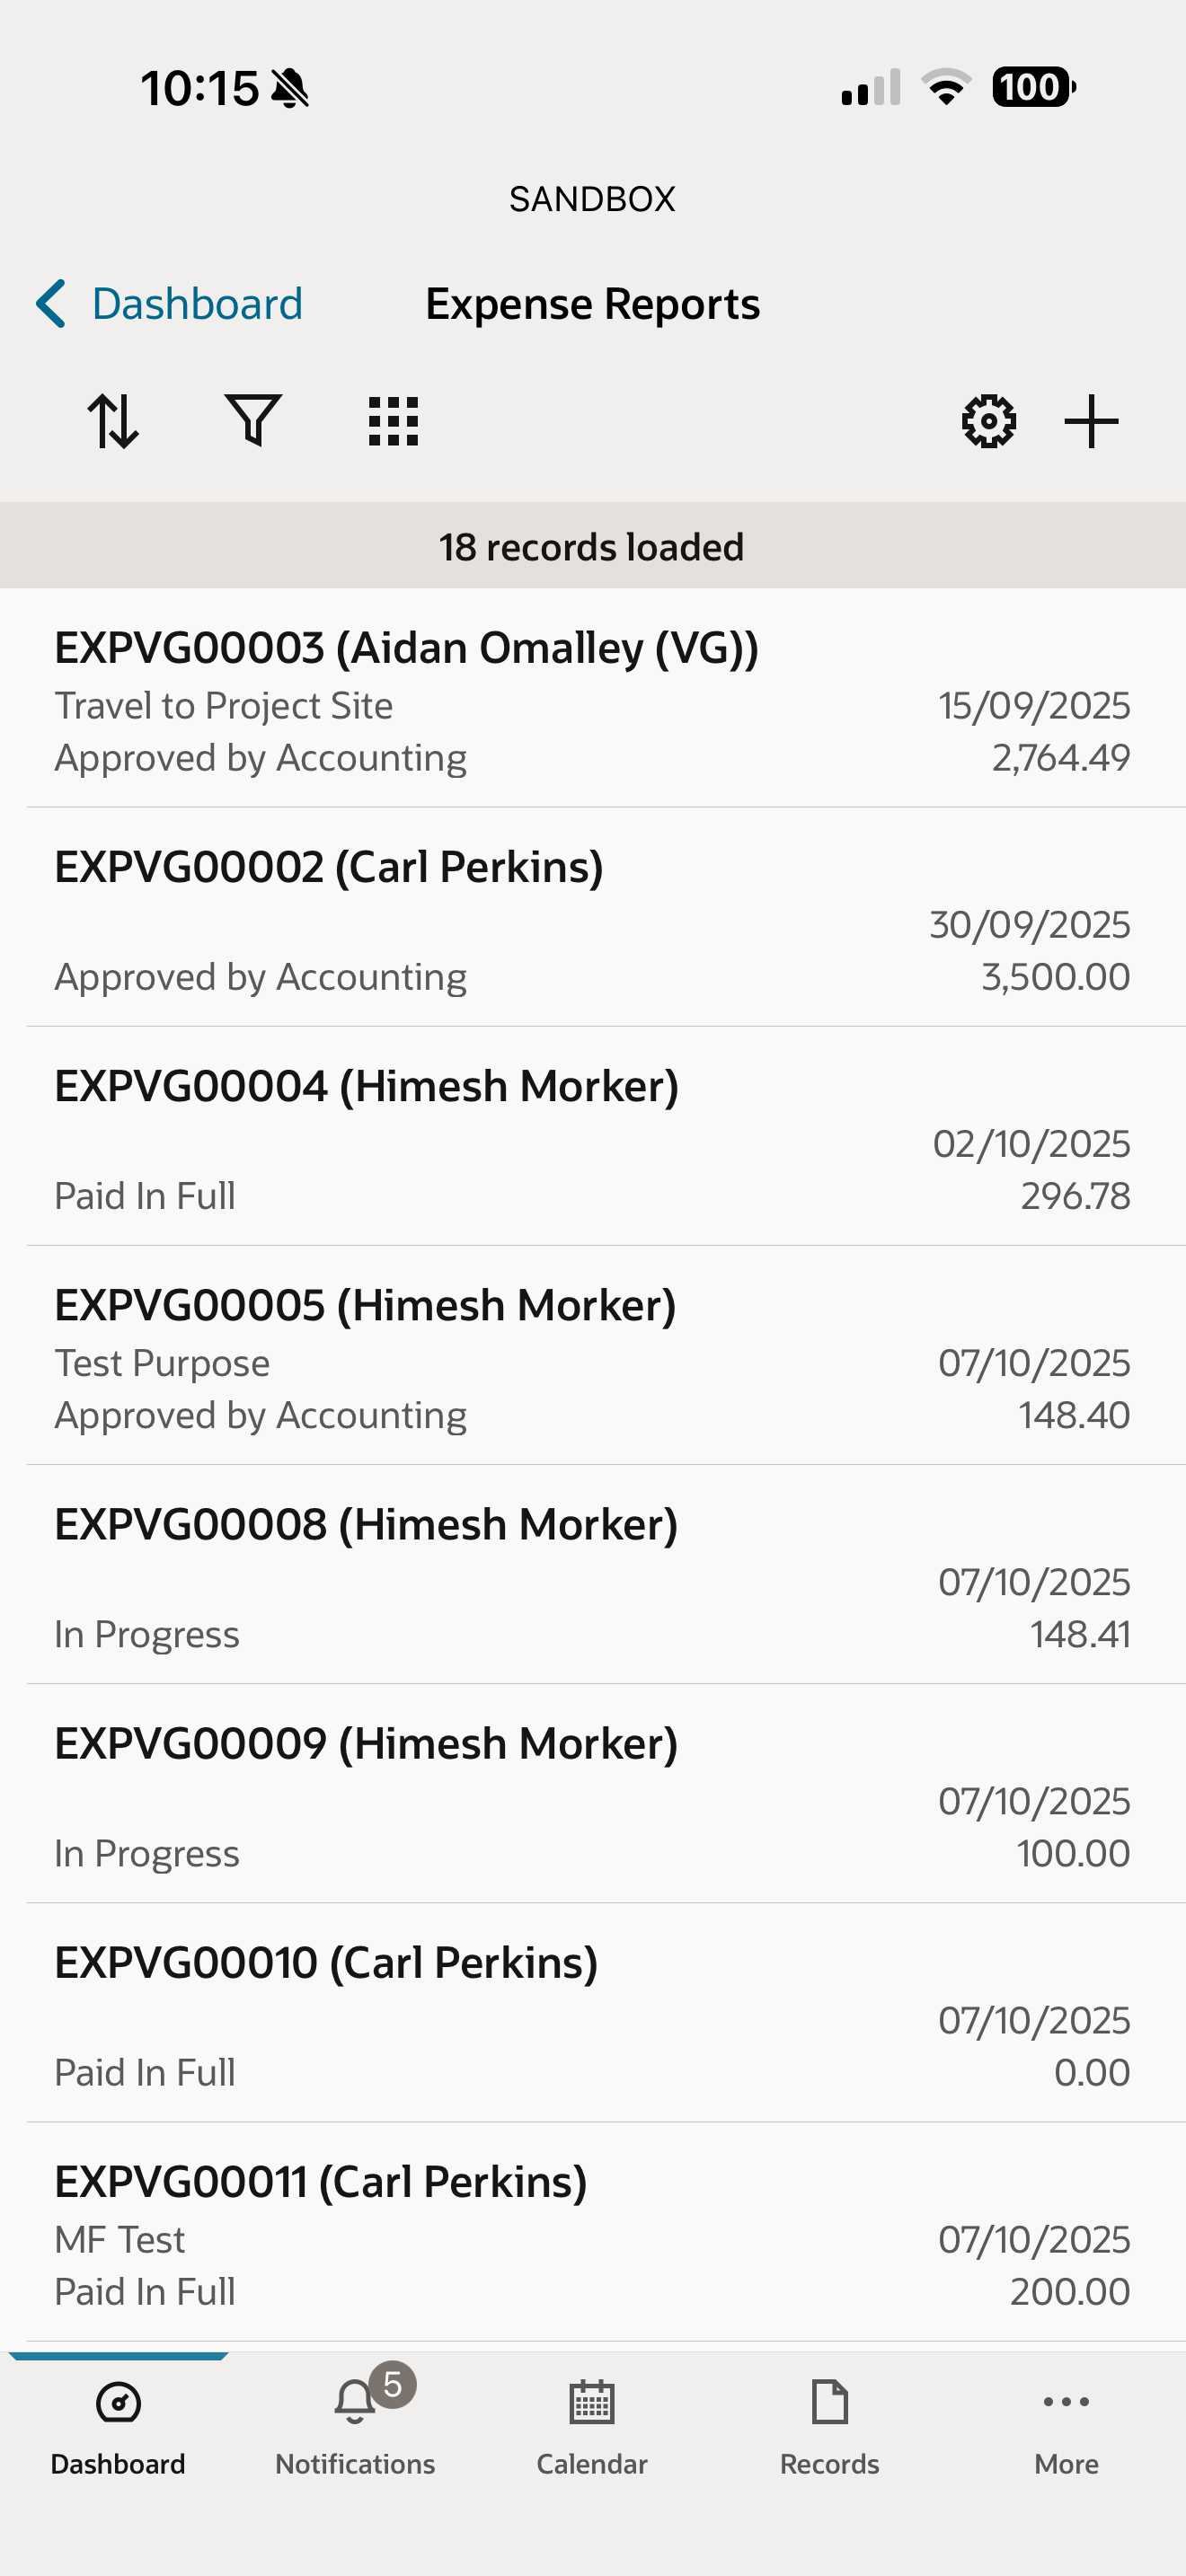 10:15
100
SANDBOX
Dashboard
Expense Reports
18 records loaded
EXPVG00003 (Aidan Omalley (VG))
Travel to Project Site 15/09/2025
Approved by Accounting 2,764.49
EXPVG00002 (Carl Perkins)
30/09/2025
Approved by Accounting 3,500.00
EXPVG00004 (Himesh Morker)
02/10/2025
Paid In Full 296.78
EXPVG00005 (Himesh Morker)
Test Purpose 07/10/2025
Approved by Accounting 148.40
EXPVG00008 (Himesh Morker)
07/10/2025
In Progress 148.41
EXPVG00009 (Himesh Morker)
07/10/2025
In Progress 100.00
EXPVG00010 (Carl Perkins)
07/10/2025
Paid In Full 0.00
EXPVG00011 (Carl Perkins)
MF Test 07/10/2025
Paid In Full 200.00
5
Dashboard Notifications Calendar Records More